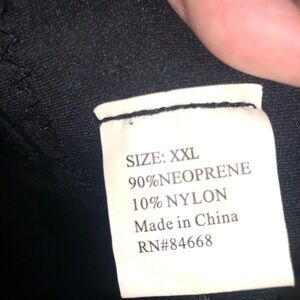 SIZE: XXL
90%NEOPRENE
10% NYLON
Made in China
RN#84668